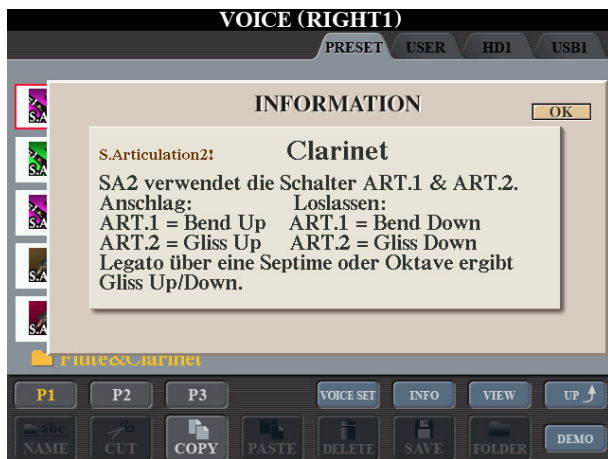 VOICE (RIGHT1)
PRESET USER HD1 USB1
INFORMATION
OK
S.Articulation2! Clarinet
SA2 verwendet die Schalter ART.1 & ART.2.
Anschlag: Loslassen:
ART.1 = Bend Up ART.1 = Bend Down
ART.2 = Gliss Up ART.2 = Gliss Down
Legato über eine Septime oder Oktave ergibt
Gliss Up/Down.
S.A
S.A
S.A
S.A
S.A
Flute&Clarinet
P1 P2 P3 VOICE SET INFO VIEW UP
abc
NAME CUT COPY PASTE DELETE SAVE FOLDER DEMO